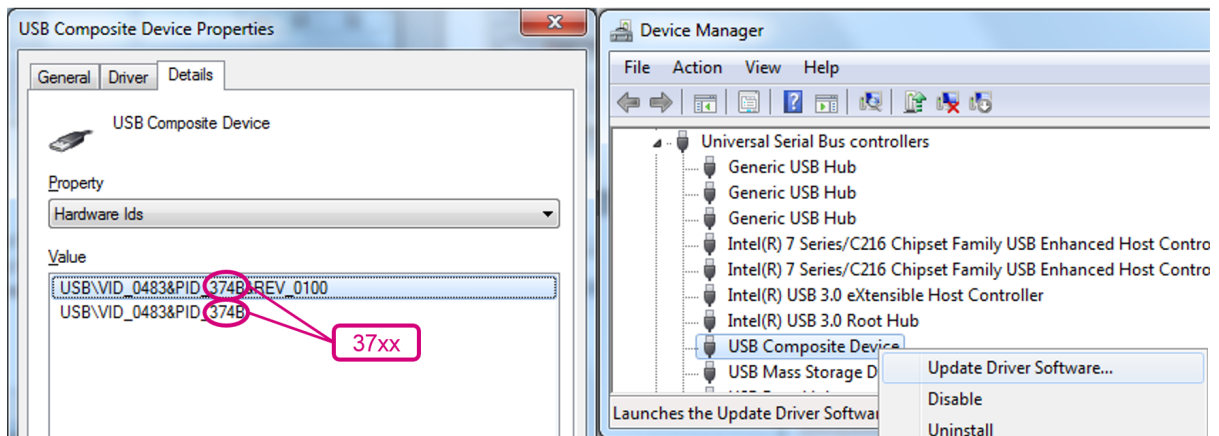 USB Composite Device Properties
General Driver Details
USB Composite Device
Property
Hardware Ids
Value
USB\VID_0483&PID_374B&REV_0100
USB\VID_0483&PID_374B
37xx
Device Manager
File Action View Help
Universal Serial Bus controllers
Generic USB Hub
Generic USB Hub
Generic USB Hub
Intel(R) 7 Series/C216 Chipset Family USB Enhanced Host Contro
Intel(R) 7 Series/C216 Chipset Family USB Enhanced Host Contro
Intel(R) USB 3.0 eXtensible Host Controller
Intel(R) USB 3.0 Root Hub
USB Composite Device
USB Mass Storage D
Launches the Update Driver Softwar
Update Driver Software...
Disable
Uninstall